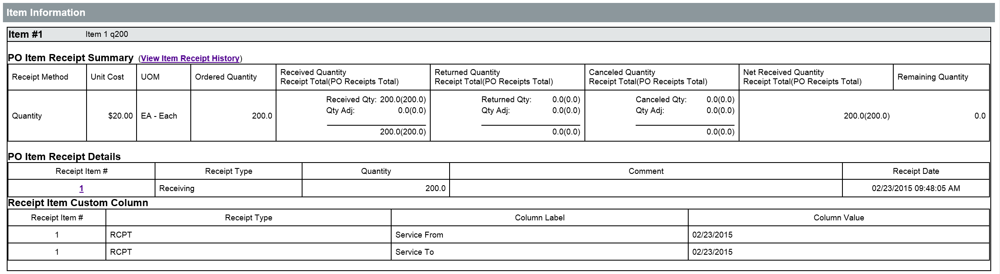 Item Information
Item #1 Item 1 q200
PO Item Receipt Summary (View Item Receipt History)
Receipt Method Unit Cost UOM Ordered Quantity Received Quantity Receipt Total(PO Receipts Total) Returned Quantity Receipt Total(PO Receipts Total) Canceled Quantity Receipt Total(PO Receipts Total) Net Received Quantity Receipt Total(PO Receipts Total) Remaining Quantity
Quantity $20.00 EA - Each 200.0
Received Qty: 200.0(200.0)
Qty Adj: 0.0(0.0)
200.0(200.0)
Returned Qty: 0.0(0.0)
Qty Adj: 0.0(0.0)
0.0(0.0)
Canceled Qty: 0.0(0.0)
Qty Adj: 0.0(0.0)
0.0(0.0)
200.0(200.0) 0.0
PO Item Receipt Details
Receipt Item # Receipt Type Quantity Comment Receipt Date
1 Receiving 200.0 02/23/2015 09:48:05 AM
Receipt Item Custom Column
Receipt Item # Receipt Type Column Label Column Value
1 RCPT Service From 02/23/2015
1 RCPT Service To 02/23/2015